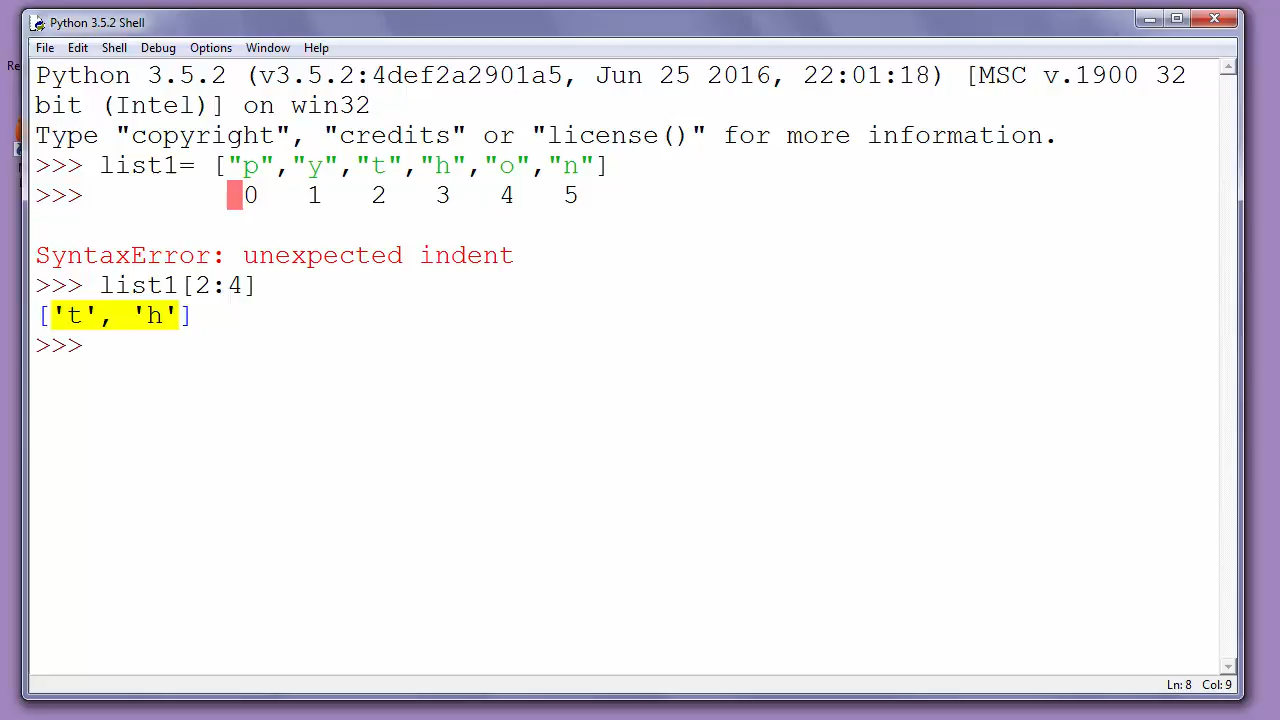 Python 3.5.2 Shell
File Edit Shell Debug Options Window Help
Re
Python 3.5.2 (v3.5.2:4def2a2901a5, Jun 25 2016, 22:01:18) [MSC v.1900 32
bit (Intel)] on win32
Type "copyright", "credits" or "license()" for more information.
>>> list1= ["p","y","t","h","o","n"]
>>> 0 1 2 3 4 5
SyntaxError: unexpected indent
>>> list1[2:4]
['t', 'h']
>>>
Ln: 8 Col: 9